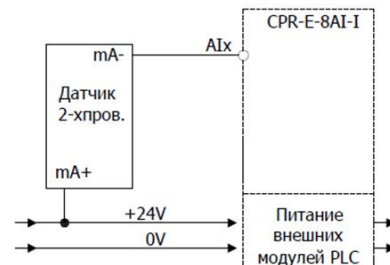 CPR-E-8AI-I
mA-
AIx
Датчик
2-хпров.
mA+
+24V
0V
Питание
внешних
модулей PLC